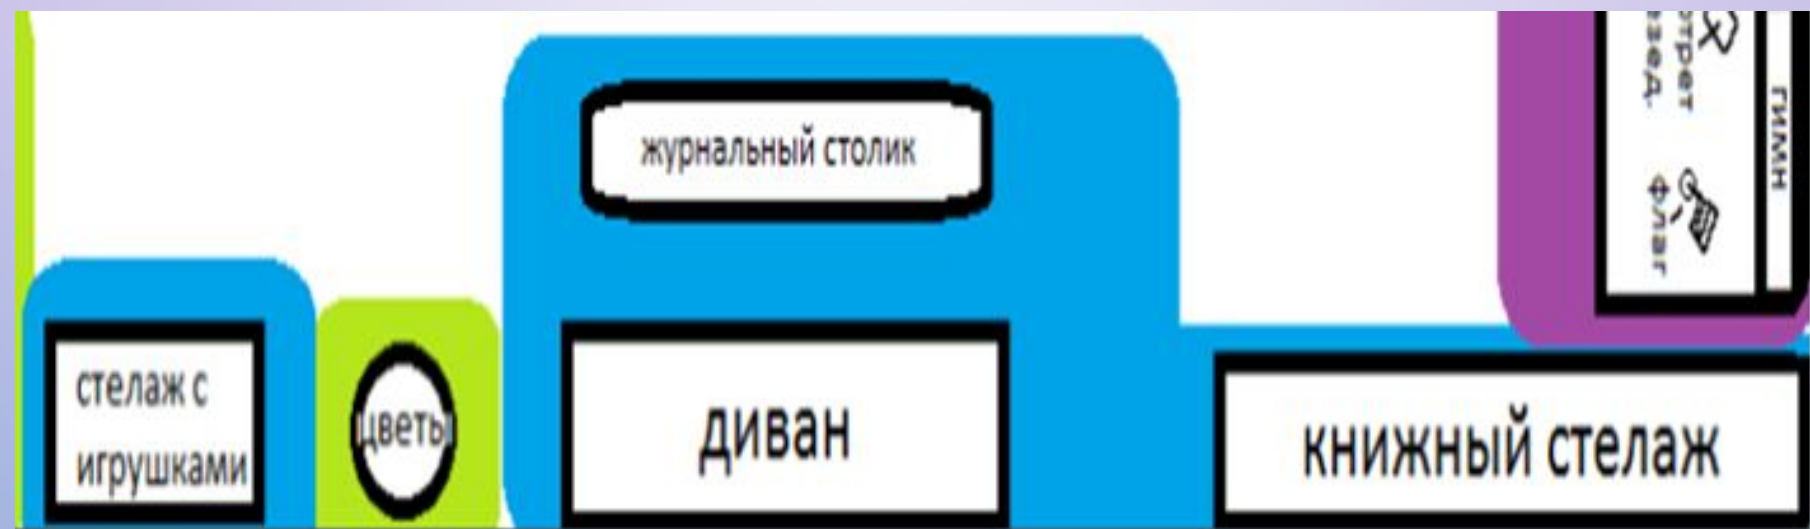 журнальный столик
стелаж с
игрушками
цветы
диван
книжный стелаж
гимн
флаг